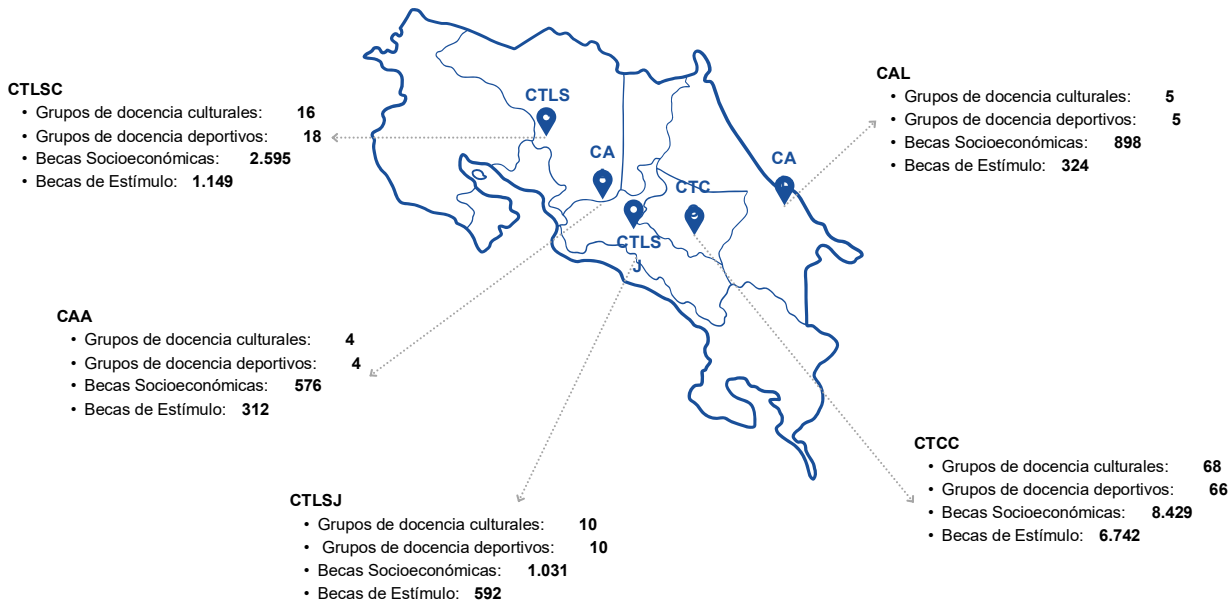 CTLSC
• Grupos de docencia culturales: 16
• Grupos de docencia deportivos: 18
• Becas Socioeconómicas: 2.595
• Becas de Estímulo: 1.149
CTLS
CA
CTC
CA
CTLS
J
CAL
• Grupos de docencia culturales: 5
• Grupos de docencia deportivos: 5
• Becas Socioeconómicas: 898
• Becas de Estímulo: 324
CAA
• Grupos de docencia culturales: 4
• Grupos de docencia deportivos: 4
• Becas Socioeconómicas: 576
• Becas de Estímulo: 312
CTLSJ
• Grupos de docencia culturales: 10
• Grupos de docencia deportivos: 10
• Becas Socioeconómicas: 1.031
• Becas de Estímulo: 592
CTCC
• Grupos de docencia culturales: 68
• Grupos de docencia deportivos: 66
• Becas Socioeconómicas: 8.429
• Becas de Estímulo: 6.742